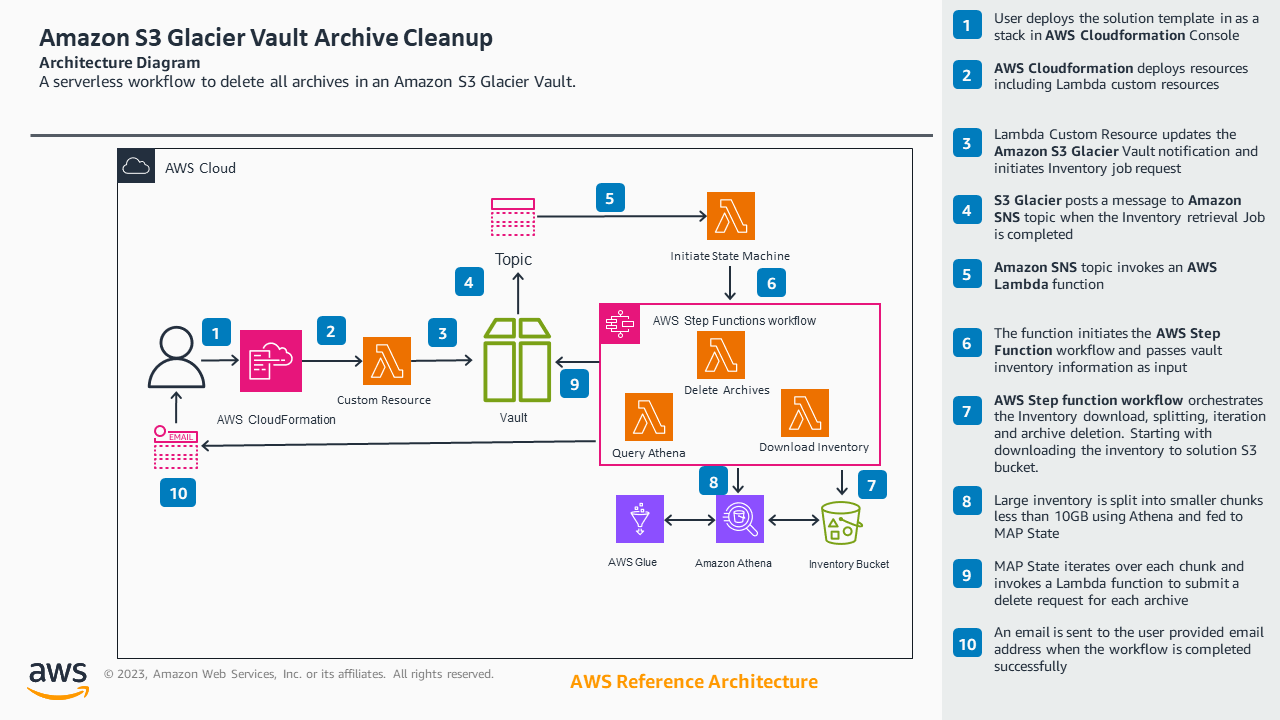 Amazon S3 Glacier Vault Archive Cleanup
Architecture Diagram
A serverless workflow to delete all archives in an Amazon S3 Glacier Vault.
AWS Cloud
5
Topic
Initiate State Machine
4
6
1
2
3
AWS Step Functions workflow
Delete Archives
9
Custom Resource
AWS CloudFormation
Vault
EMAIL
Query Athena
Download Inventory
10
8
7
AWS Glue
Amazon Athena
Inventory Bucket
1
User deploys the solution template in as a
stack in AWS Cloudformation Console
2
AWS Cloudformation deploys resources
including Lambda custom resources
3
Lambda Custom Resource updates the
Amazon S3 Glacier Vault notification and
initiates Inventory job request
4
S3 Glacier posts a message to Amazon
SNS topic when the Inventory retrieval Job
is completed
5
Amazon SNS topic invokes an AWS
Lambda function
6
The function initiates the AWS Step
Function workflow and passes vault
inventory information as input
7
AWS Step function workflow orchestrates
the Inventory download, splitting, iteration
and archive deletion. Starting with
downloading the inventory to solution S3
bucket.
8
Large inventory is split into smaller chunks
less than 10GB using Athena and fed to
MAP State
9
MAP State iterates over each chunk and
invokes a Lambda function to submit a
delete request for each archive
10
An email is sent to the user provided email
address when the workflow is completed
successfully
aws
© 2023, Amazon Web Services, Inc. or its affiliates. All rights reserved.
AWS Reference Architecture